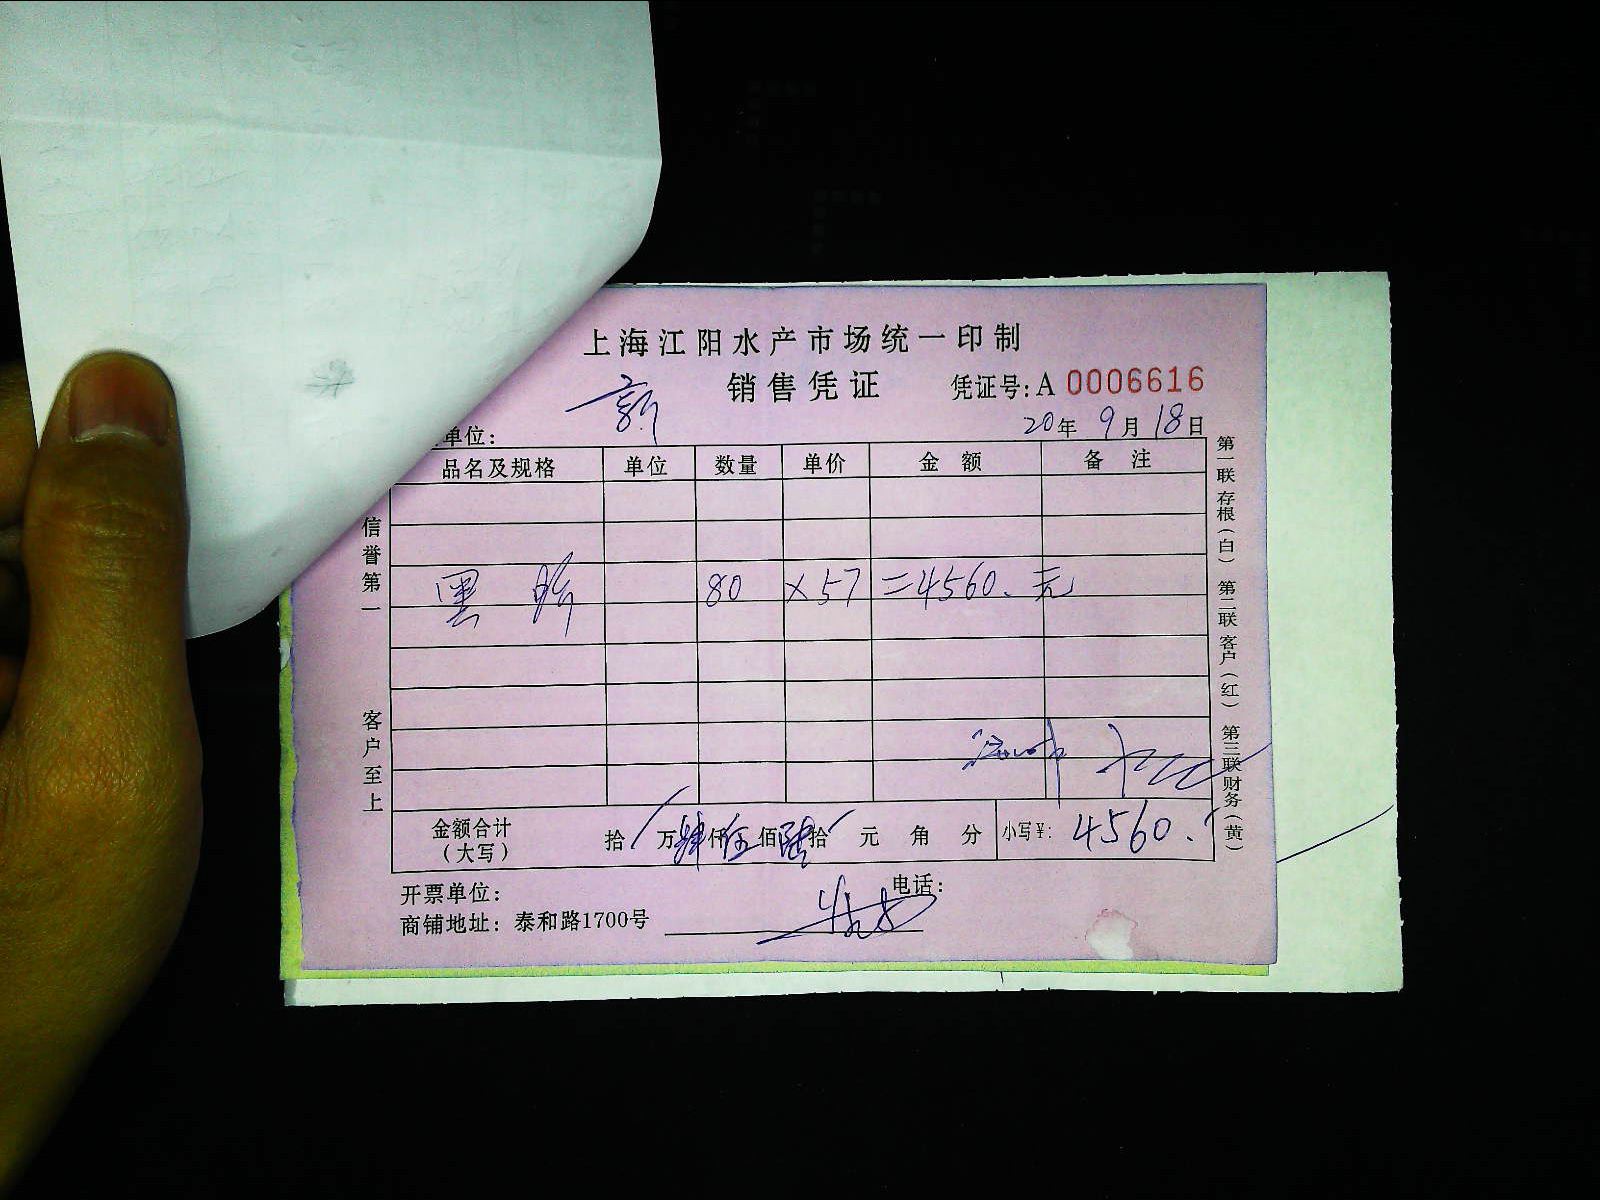 上海江阳水产市场统一印制
销售凭证 凭证号:A 0006616
单位: 20年 9月 18日
品名及规格 单位 数量 单价 金额 备注
黑 80 ×57 =4560.元
金额合计(大写) 拾 万肆仟伍佰陆拾 元 角 分 小写¥: 4560.
开票单位: 电话:
商铺地址: 泰和路1700号
信誉第一 客户至上
第一联存根(白) 第二联客户(红) 第三联财务(黄)